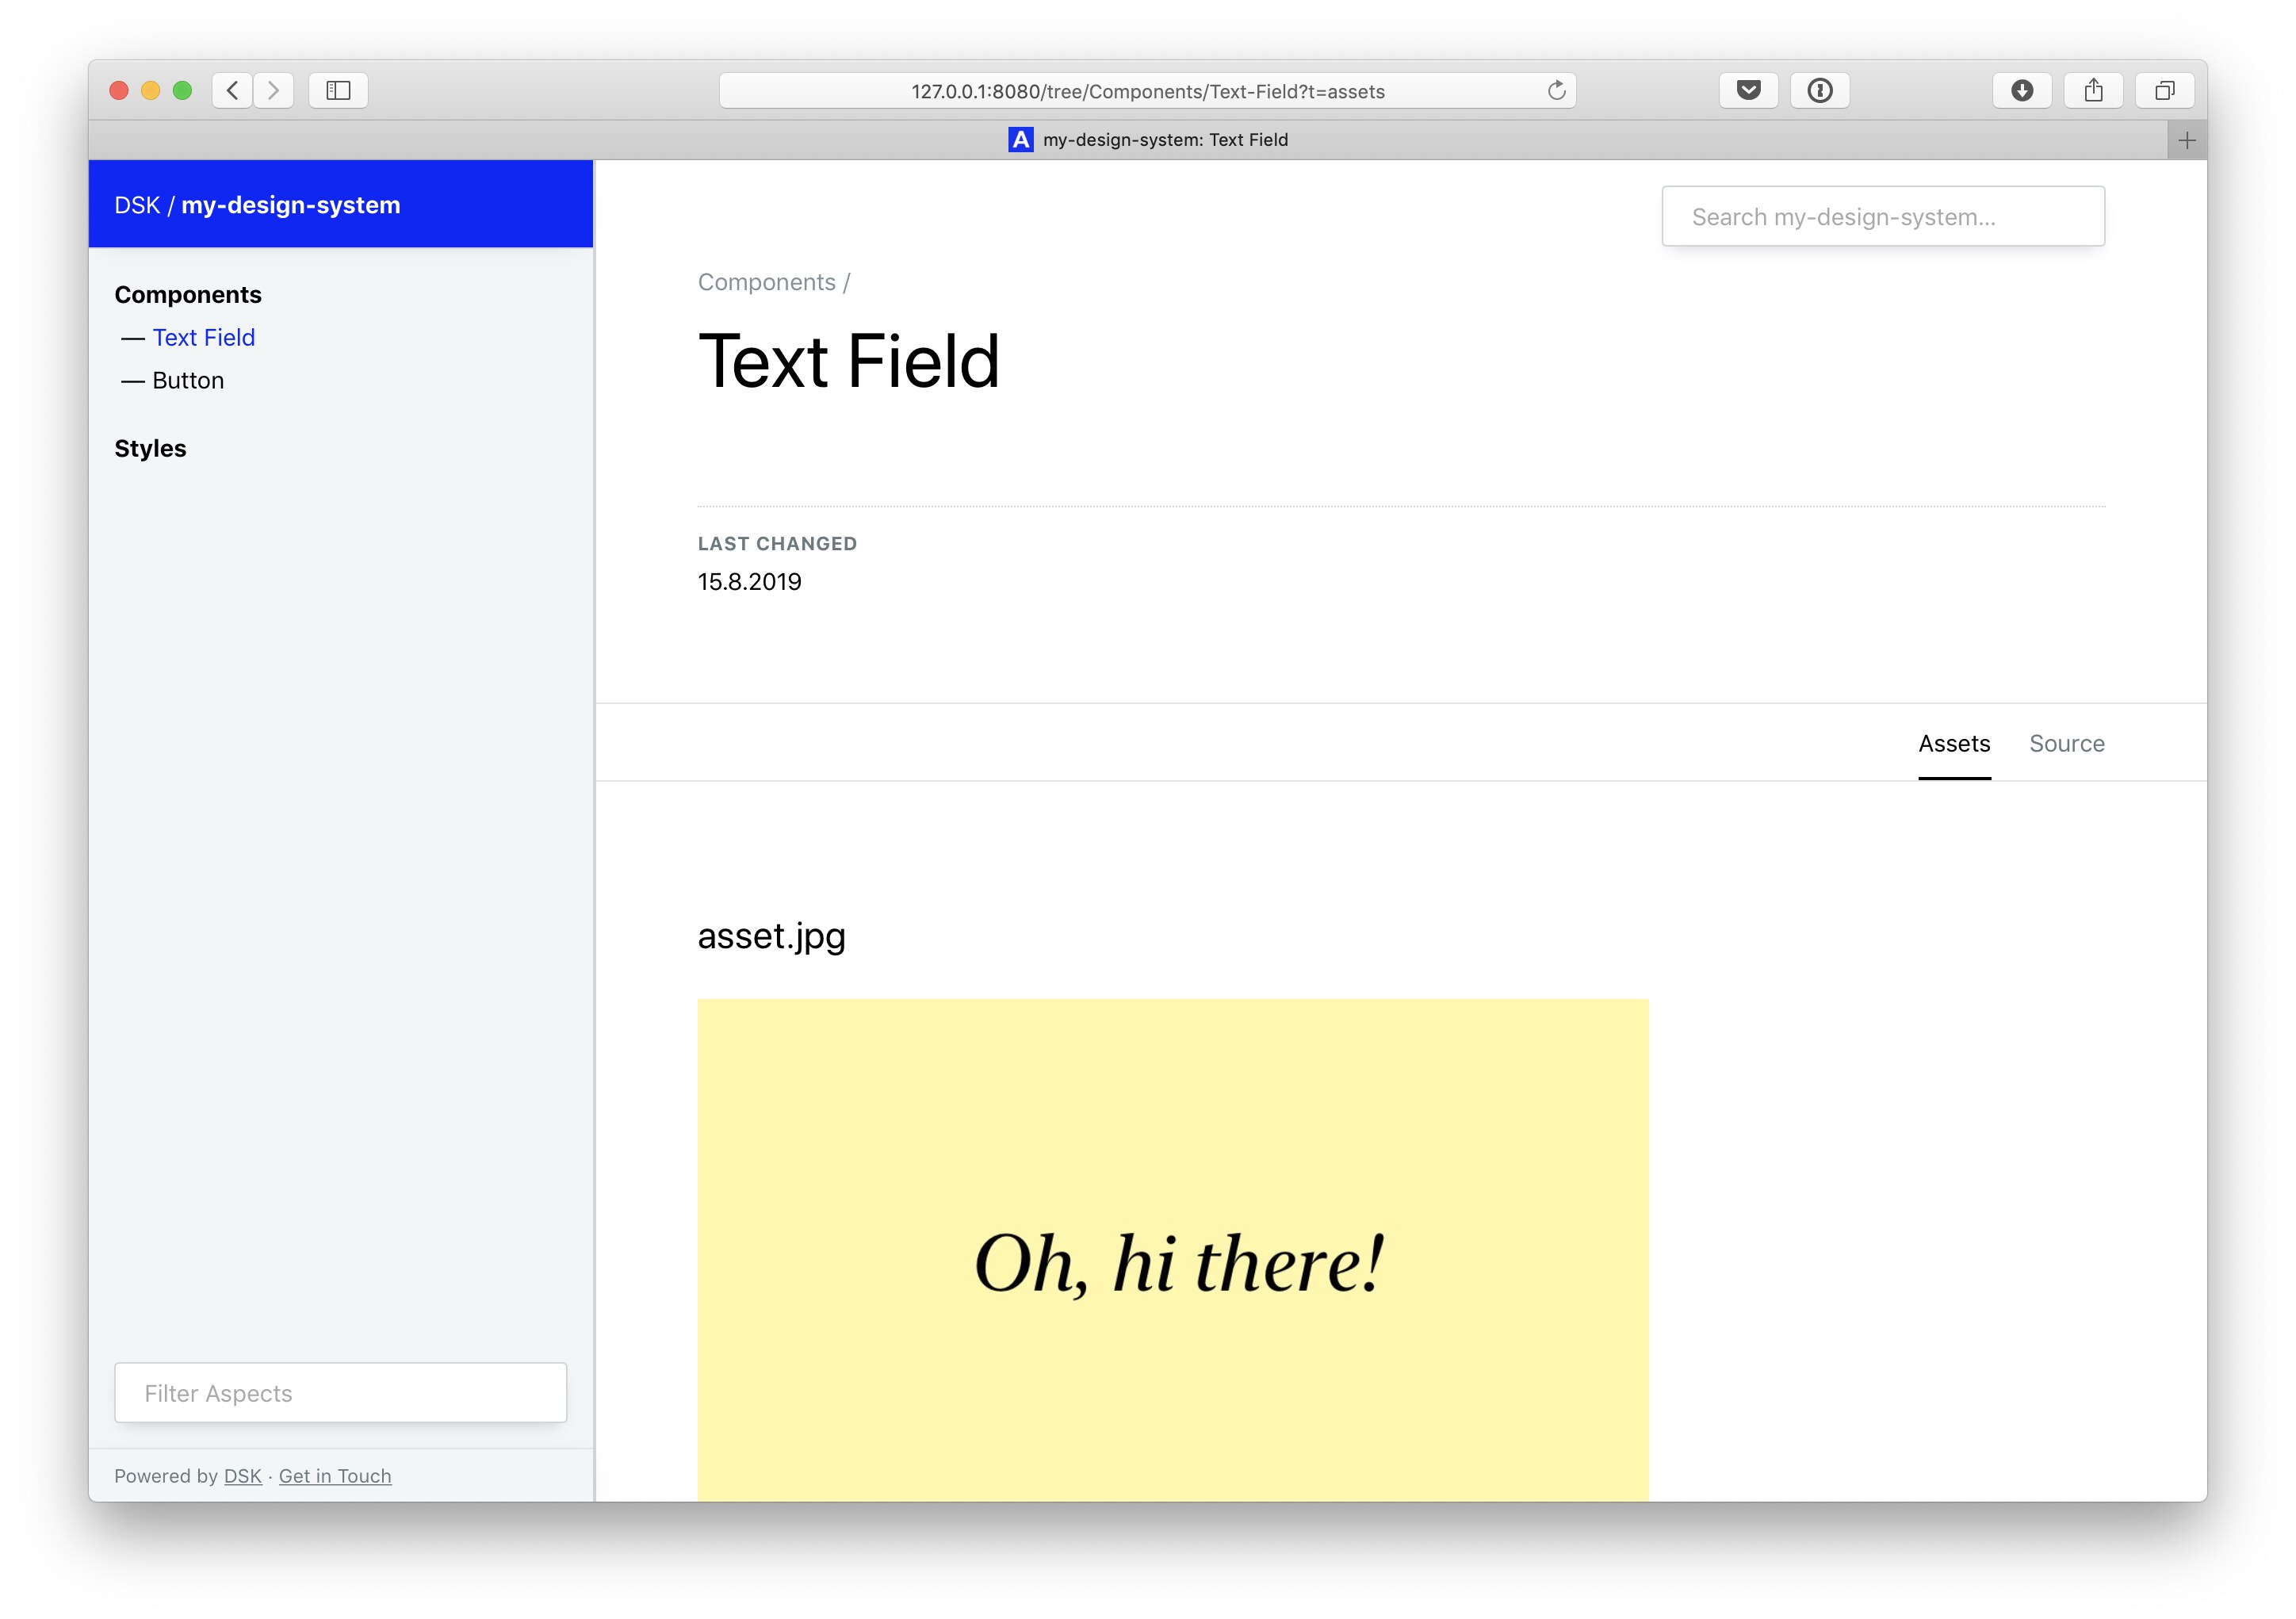 127.0.0.1:8080/tree/Components/Text-Field?t=assets
A my-design-system: Text Field
DSK / my-design-system
Components
— Text Field
— Button
Styles
Filter Aspects
Powered by DSK · Get in Touch
Search my-design-system...
Components /
Text Field
LAST CHANGED
15.8.2019
Assets Source
asset.jpg
Oh, hi there!